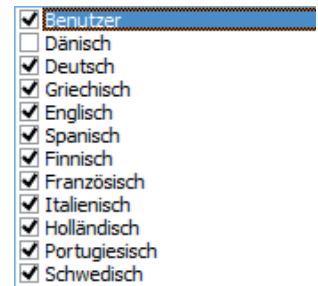 Benutzer
Dänisch
Deutsch
Griechisch
Englisch
Spanisch
Finnisch
Französisch
Italienisch
Holländisch
Portugiesisch
Schwedisch